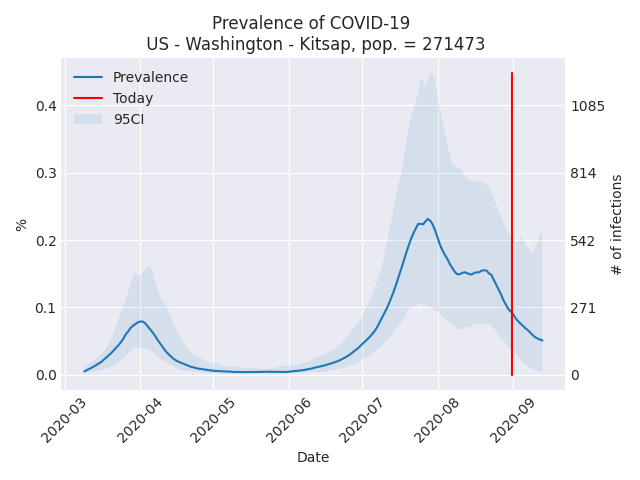 Prevalence of COVID-19
US - Washington - Kitsap, pop. = 271473
Prevalence
Today
95CI
%
0.4
0.3
0.2
0.1
0.0
1085
814
542
271
0
# of infections
2020-03
2020-04
2020-05
2020-06
2020-07
2020-08
2020-09
Date